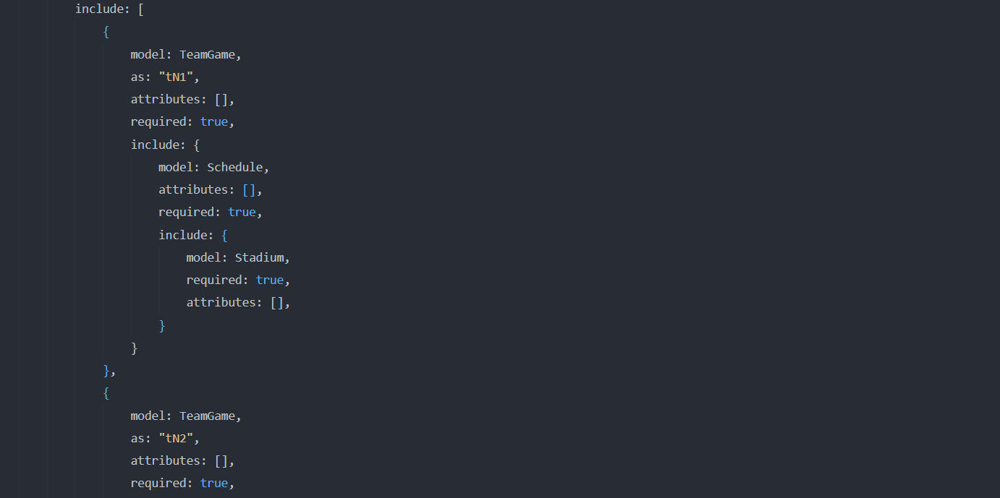 include: [
{
model: TeamGame,
as: "tN1",
attributes: [],
required: true,
include: {
model: Schedule,
attributes: [],
required: true,
include: {
model: Stadium,
required: true,
attributes: [],
}
}
},
{
model: TeamGame,
as: "tN2",
attributes: [],
required: true,